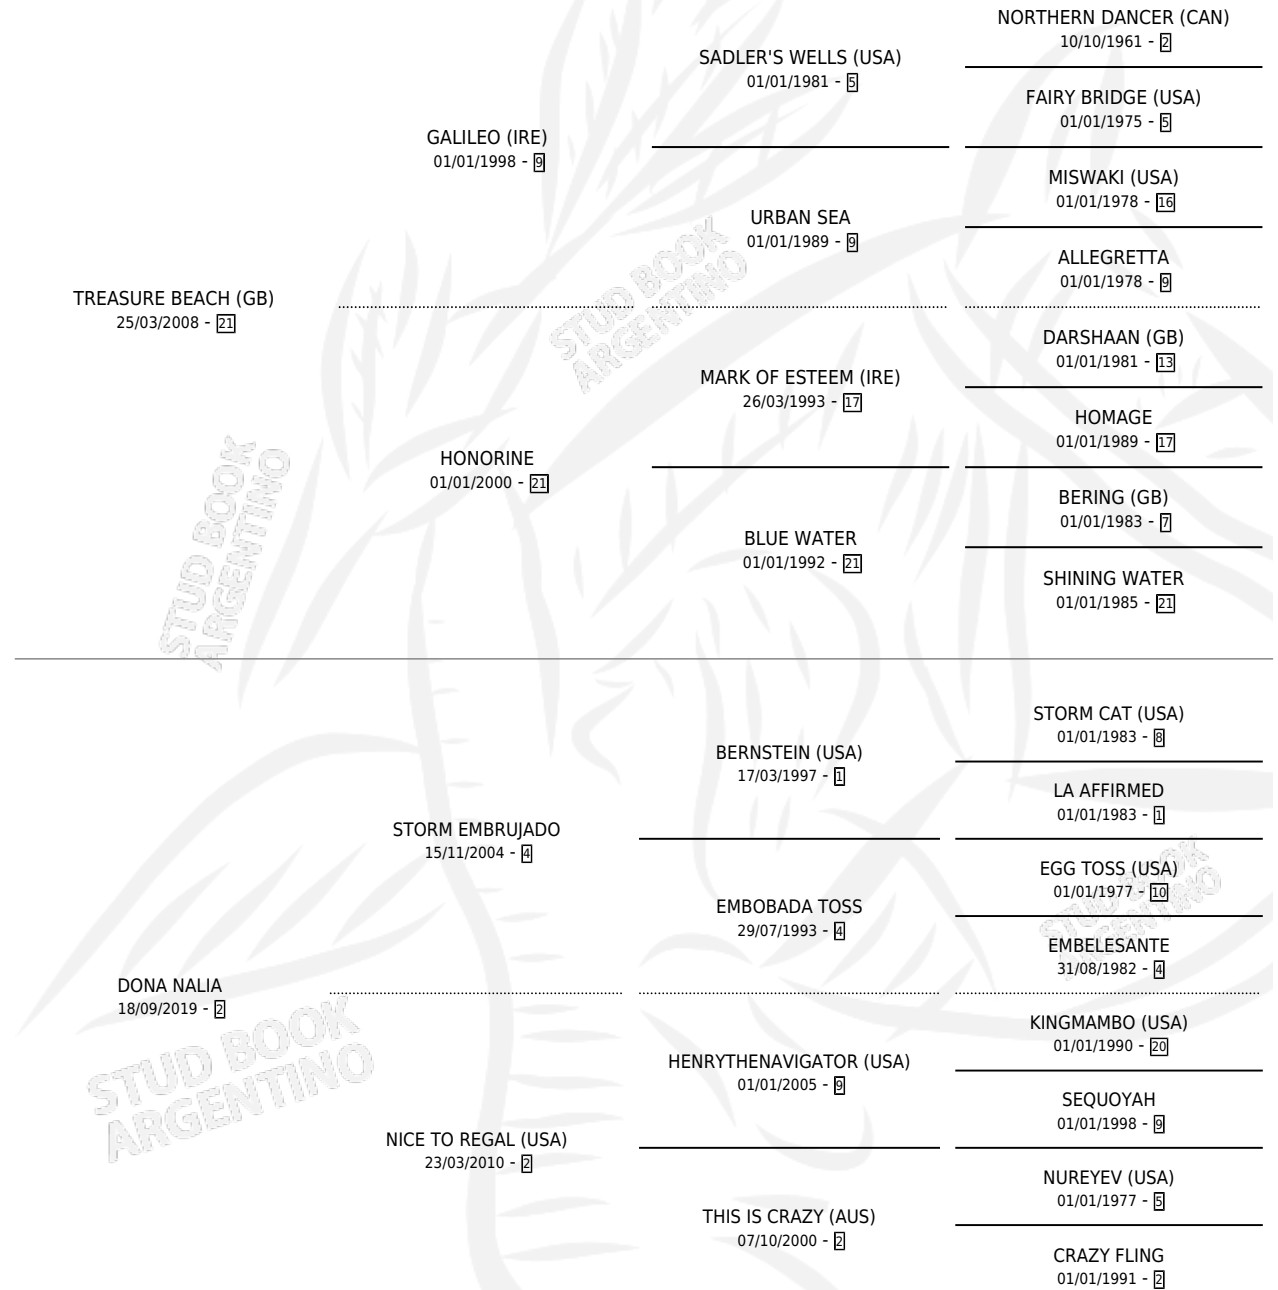 NORTHERN DANCER (CAN)
10/10/1961 - 2
SADLER'S WELLS (USA)
01/01/1981 - 5
FAIRY BRIDGE (USA)
01/01/1975 - 5
GALILEO (IRE)
01/01/1998 - 9
MISWAKI (USA)
01/01/1978 - 16
URBAN SEA
01/01/1989 - 9
ALLEGRETTA
01/01/1978 - 9
TREASURE BEACH (GB)
25/03/2008 - 21
DARSHAAN (GB)
01/01/1981 - 13
MARK OF ESTEEM (IRE)
26/03/1993 - 17
HOMAGE
01/01/1989 - 17
HONORINE
01/01/2000 - 21
BERING (GB)
01/01/1983 - 7
BLUE WATER
01/01/1992 - 21
SHINING WATER
01/01/1985 - 21
STORM CAT (USA)
01/01/1983 - 8
BERNSTEIN (USA)
17/03/1997 - 1
LA AFFIRMED
01/01/1983 - 1
STORM EMBRUJADO
15/11/2004 - 4
EGG TOSS (USA)
01/01/1977 - 10
EMBOBADA TOSS
29/07/1993 - 4
EMBELESANTE
31/08/1982 - 4
DONA NALIA
18/09/2019 - 2
KINGMAMBO (USA)
01/01/1990 - 20
HENRYTHENAVIGATOR (USA)
01/01/2005 - 9
SEQUOYAH
01/01/1998 - 9
NICE TO REGAL (USA)
23/03/2010 - 2
NUREYEV (USA)
01/01/1977 - 5
THIS IS CRAZY (AUS)
07/10/2000 - 2
CRAZY FLING
01/01/1991 - 2
STUD BOOK
ARGENTINO
STUD BOOK
ARGENTINO
STUD BOOK
ARGENTINO
STUD BOOK
ARGENTINO